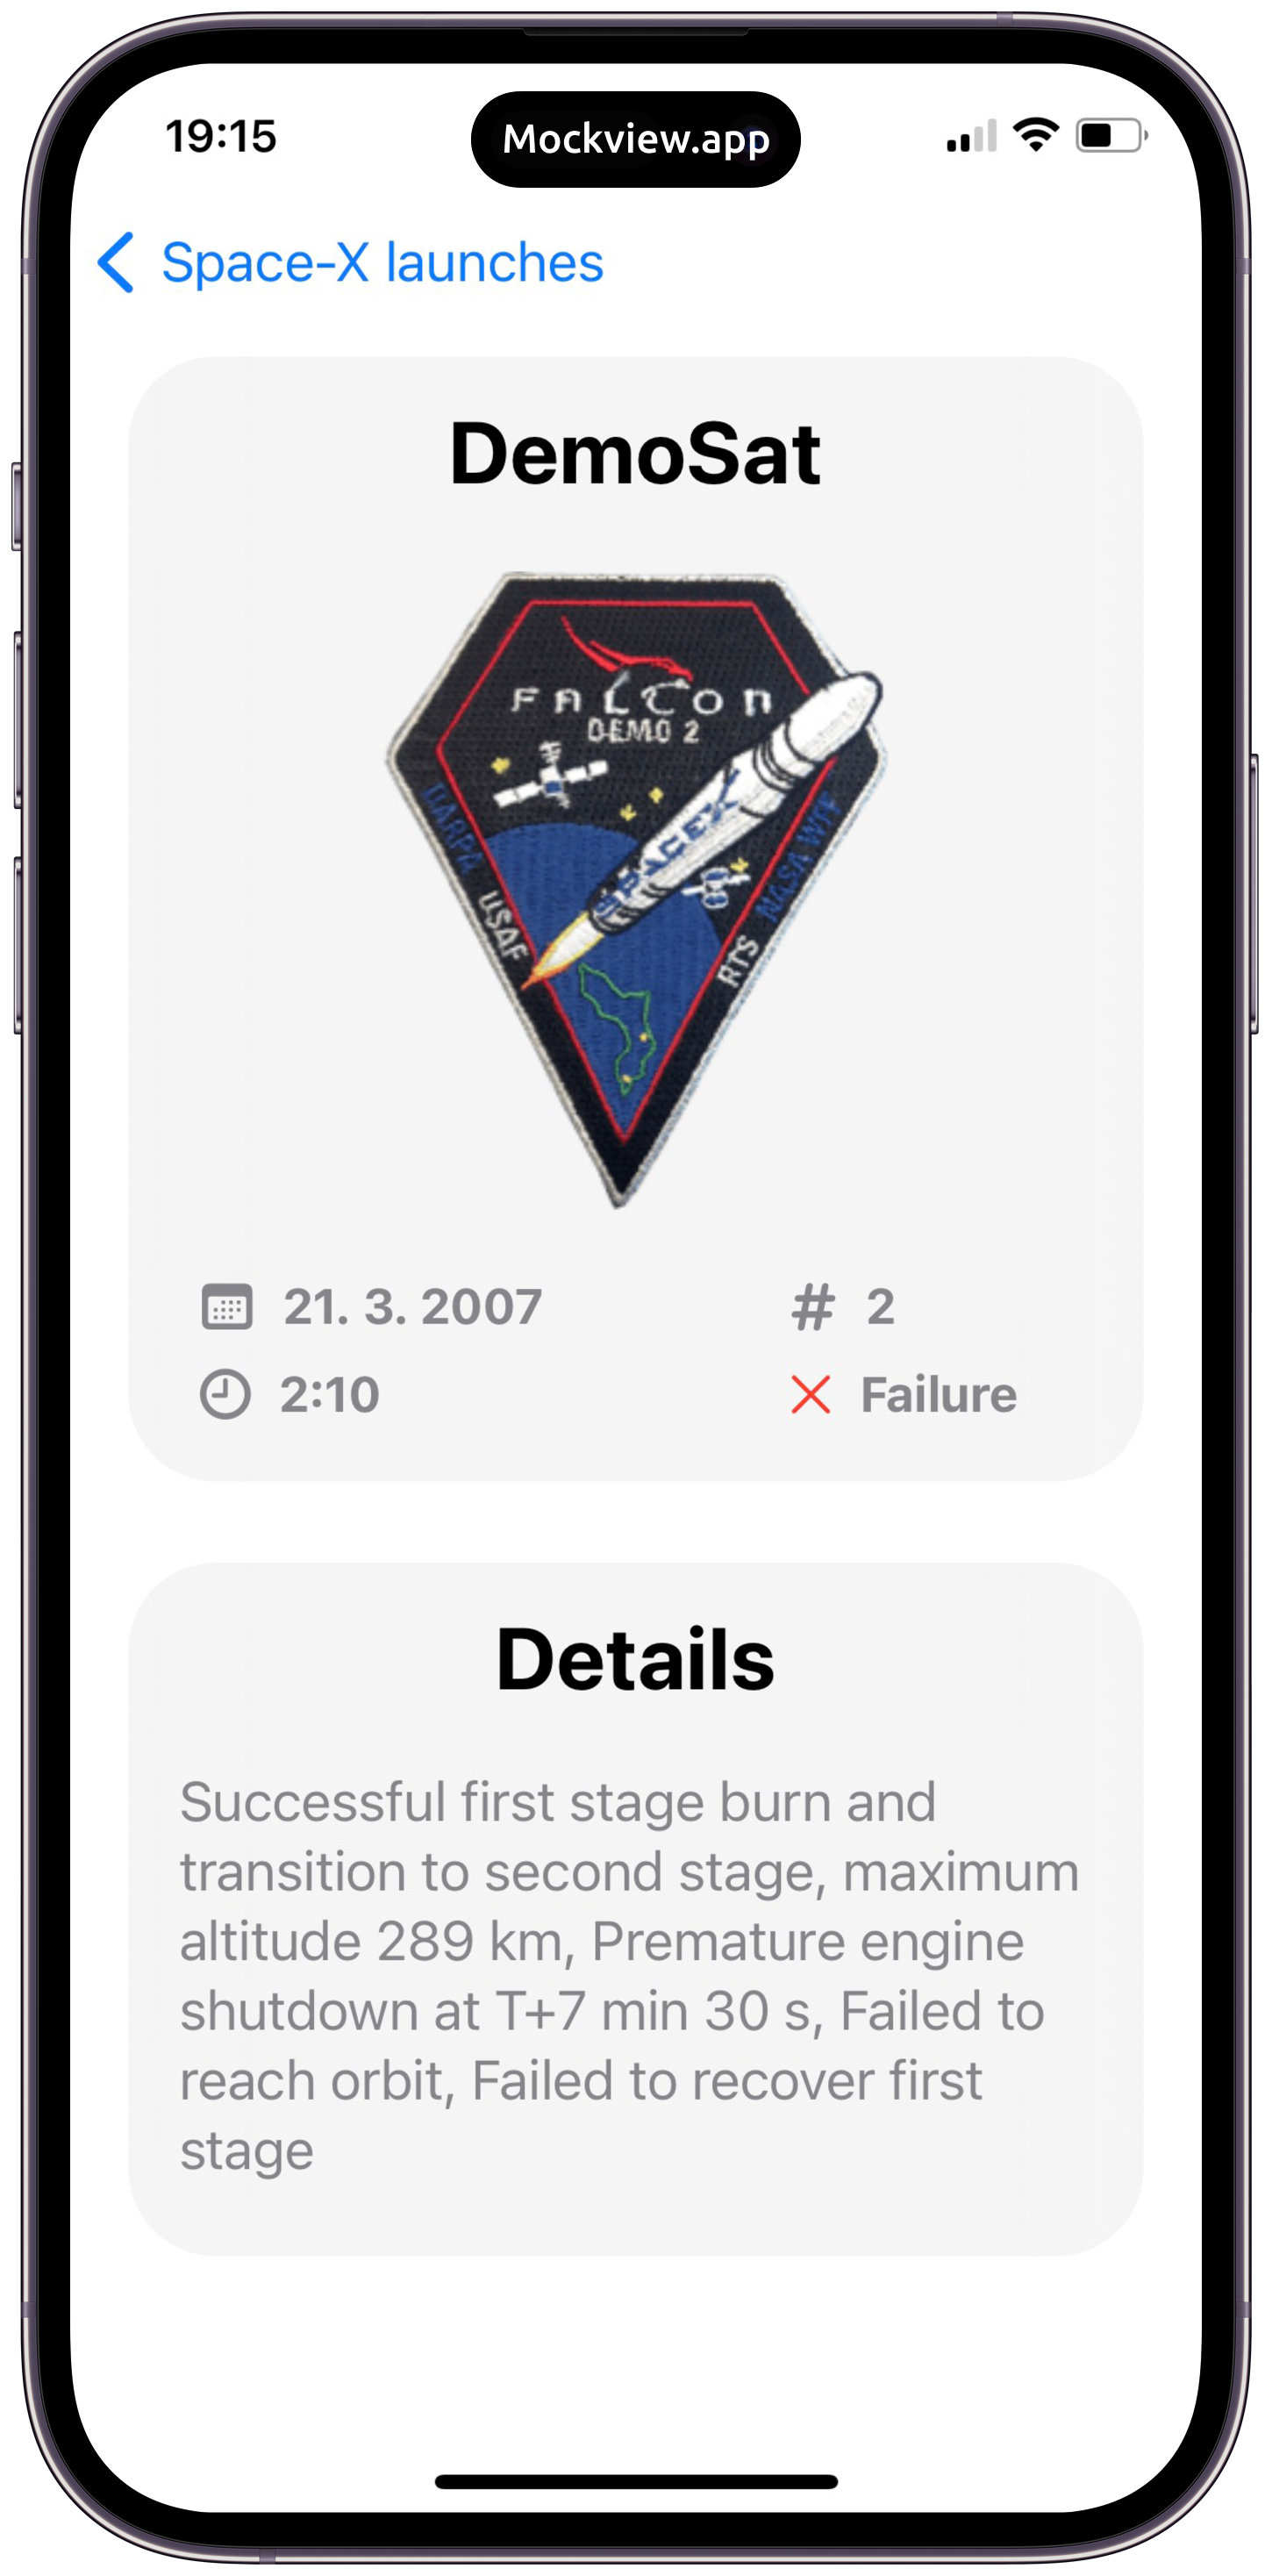 19:15
Mockview.app
Space-X launches
DemoSat
FALCON
DEMO 2
SPACEX
DARPA
USAF
NASA WFF
RTS
21. 3. 2007
# 2
2:10
Failure
Details
Successful first stage burn and
transition to second stage, maximum
altitude 289 km, Premature engine
shutdown at T+7 min 30 s, Failed to
reach orbit, Failed to recover first
stage